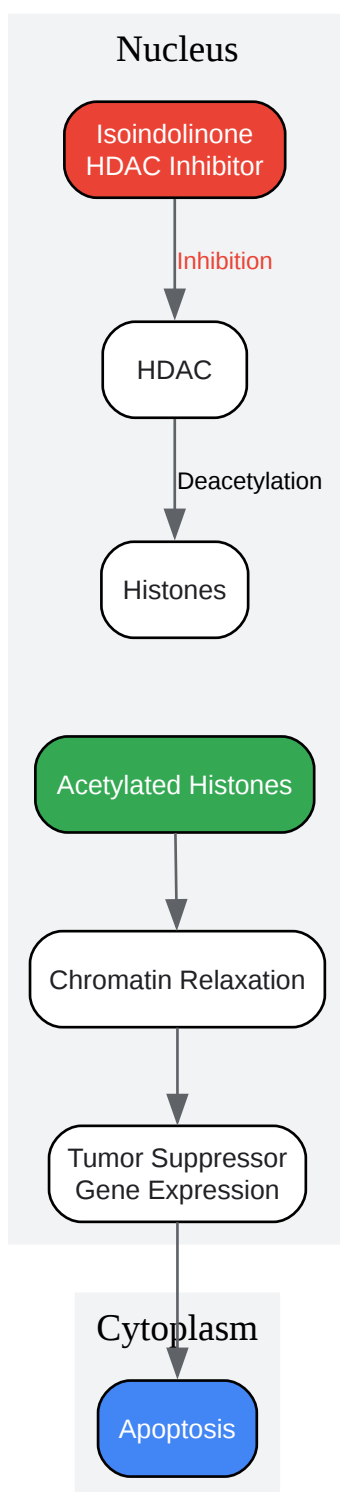 Nucleus
Isoindolinone
HDAC Inhibitor
Inhibition
HDAC
Deacetylation
Histones
Acetylated Histones
Chromatin Relaxation
Tumor Suppressor
Gene Expression
Cytoplasm
Apoptosis